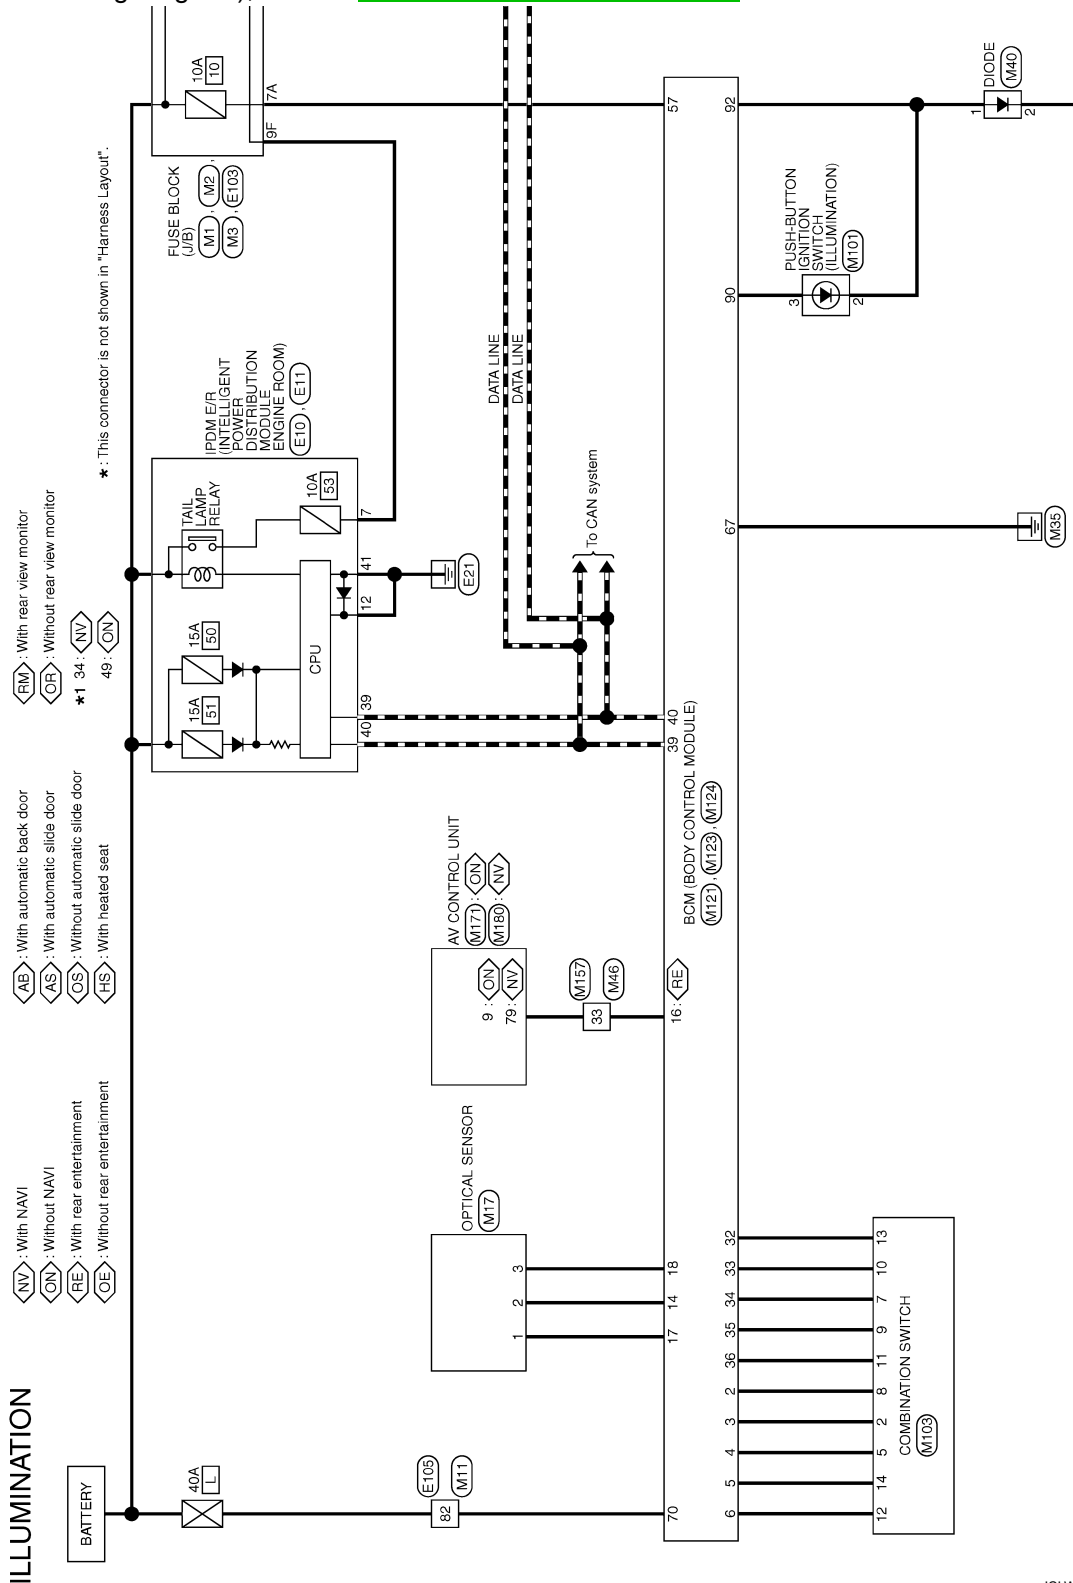 ILLUMINATION
BATTERY
NV : With NAVI
ON : Without NAVI
RE : With rear entertainment
OE : Without rear entertainment
AB : With automatic back door
AS : With automatic slide door
OS : Without automatic slide door
HS : With heated seat
RM : With rear view monitor
OR : Without rear view monitor
*1 34 : NV
49 : ON
* : This connector is not shown in "Harness Layout".
40A
L
82
E105
M11
70
15A
51
15A
50
CPU
TAIL
LAMP
RELAY
10A
53
40
39
12
41
7
E21
IPDM E/R
(INTELLIGENT
POWER
DISTRIBUTION
MODULE
ENGINE ROOM)
E10 , E11
10A
10
9F
7A
FUSE BLOCK
(J/B)
M1 , M2 ,
M3 , E103
OPTICAL SENSOR
M17
1
2
3
17
14
18
AV CONTROL UNIT
M171 : ON
M180 : NV
9 : ON
79 : NV
33
M157
M46
16 : RE
DATA LINE
DATA LINE
To CAN system
39
40
57
BCM (BODY CONTROL MODULE)
M121 , M123 , M124
6
5
4
3
2
36
35
34
33
32
67
90
92
12
14
5
2
8
11
9
7
10
13
COMBINATION SWITCH
M103
M35
3
2
PUSH-BUTTON
IGNITION
SWITCH
(ILLUMINATION)
M101
1
2
DIODE
M40